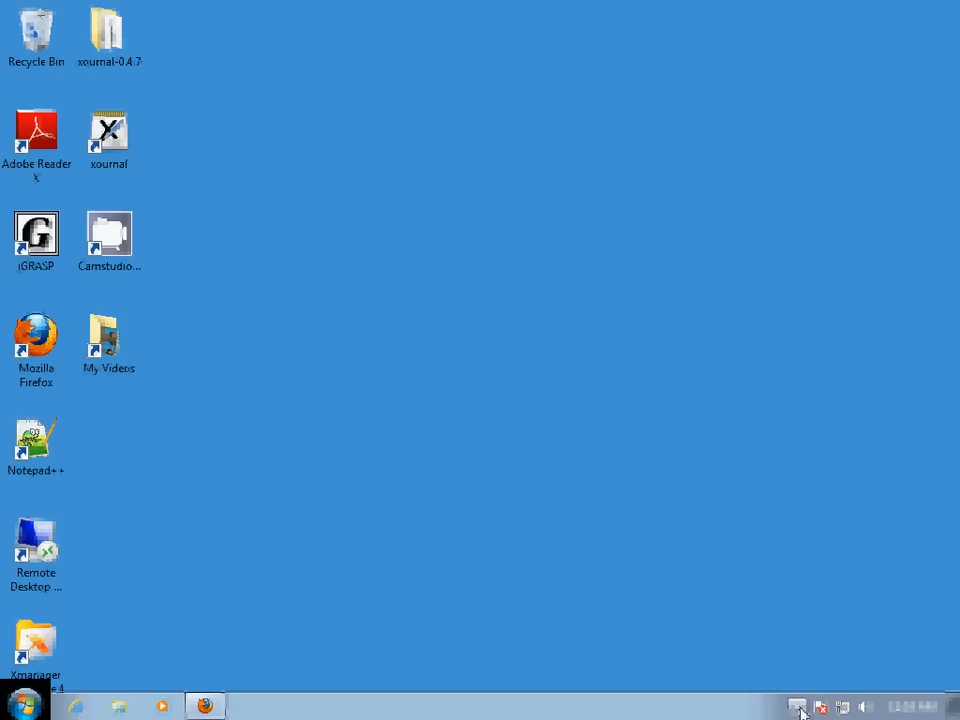 Recycle Bin
xournal-0.4.7
Adobe Reader
X
xournal
jGRASP
Camstudio...
Mozilla
Firefox
My Videos
Notepad++
Remote
Desktop ...
Xmanager